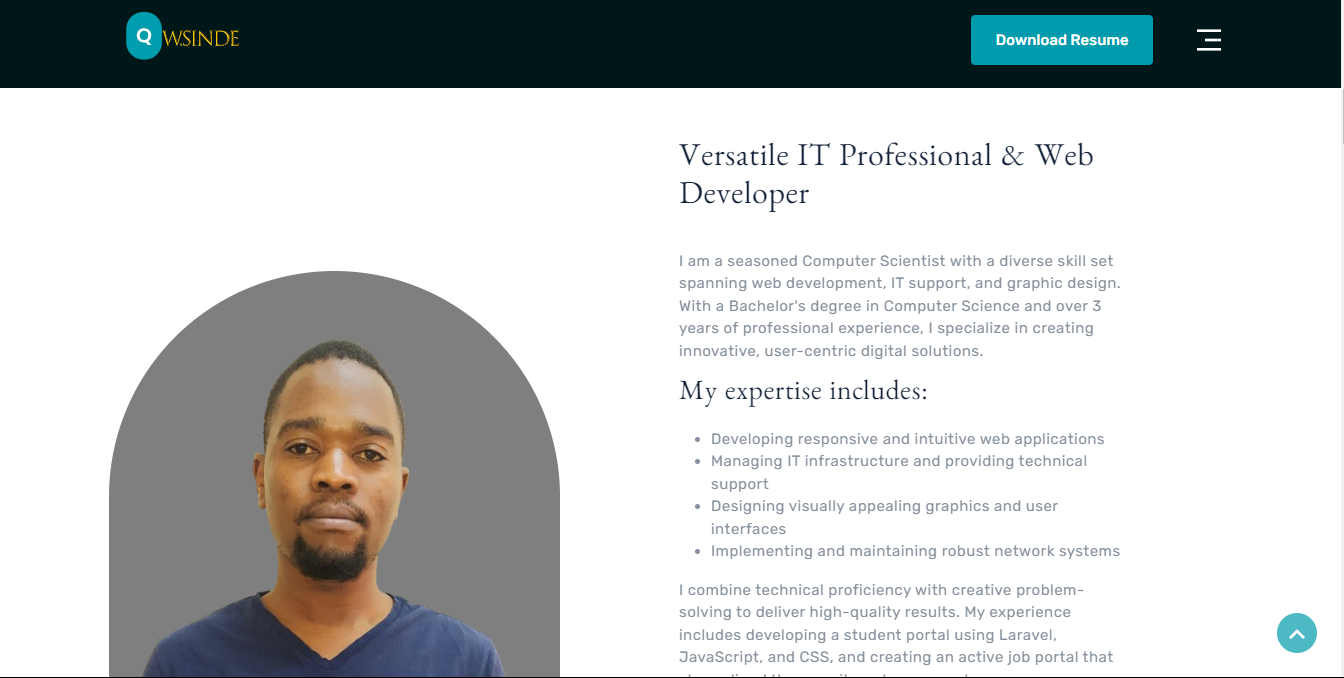 Q W.SINDE
Download Resume
Versatile IT Professional & Web
Developer
I am a seasoned Computer Scientist with a diverse skill set
spanning web development, IT support, and graphic design.
With a Bachelor's degree in Computer Science and over 3
years of professional experience, I specialize in creating
innovative, user-centric digital solutions.
My expertise includes:
Developing responsive and intuitive web applications
Managing IT infrastructure and providing technical
support
Designing visually appealing graphics and user
interfaces
Implementing and maintaining robust network systems
I combine technical proficiency with creative problem-
solving to deliver high-quality results. My experience
includes developing a student portal using Laravel,
JavaScript, and CSS, and creating an active job portal that